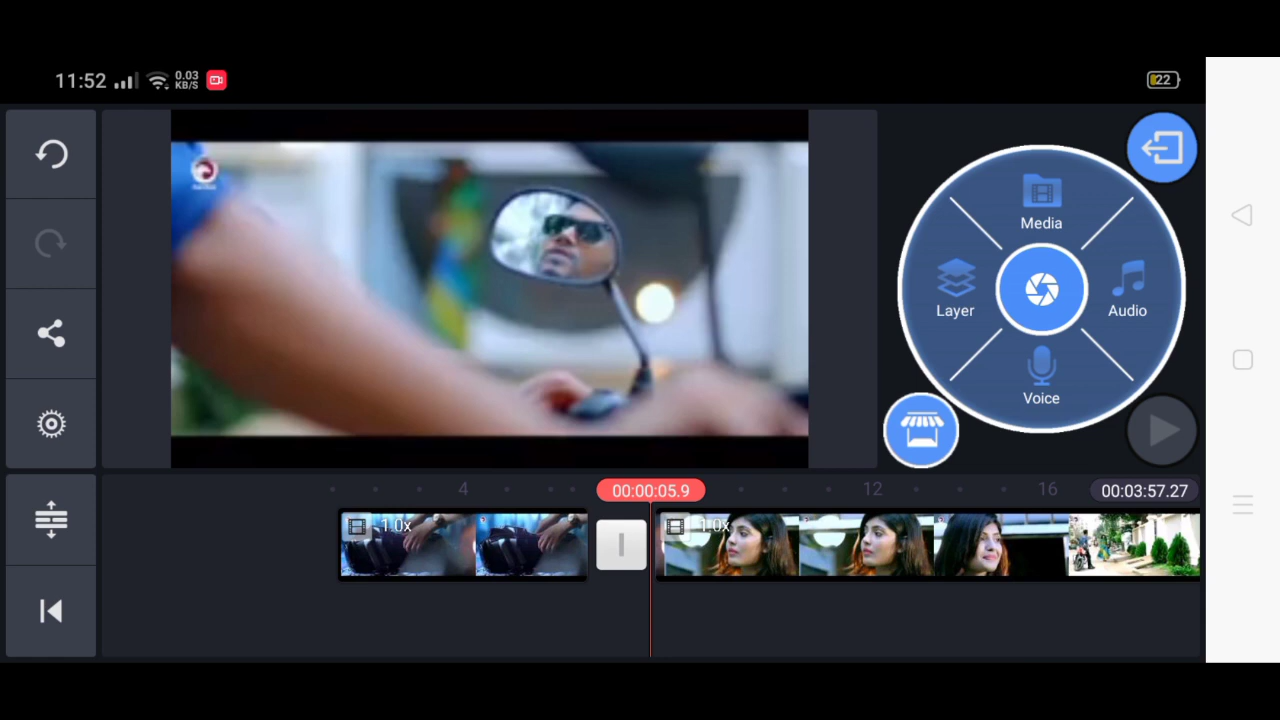 11:52
0.03
KB/S
22
Media
Layer
Audio
Voice
4
00:00:05.9
12
16
00:03:57.27
1.0x
1.0x